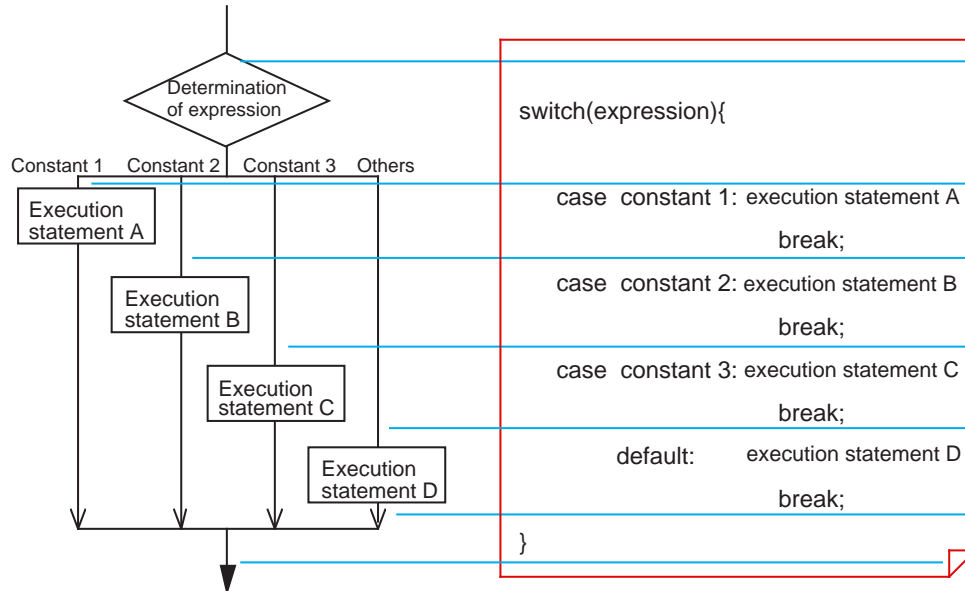 Determination
of expression
Constant 1 Constant 2 Constant 3 Others
Execution
statement A
Execution
statement B
Execution
statement C
Execution
statement D
switch(expression){
case constant 1: execution statement A
break;
case constant 2: execution statement B
break;
case constant 3: execution statement C
break;
default: execution statement D
break;
}